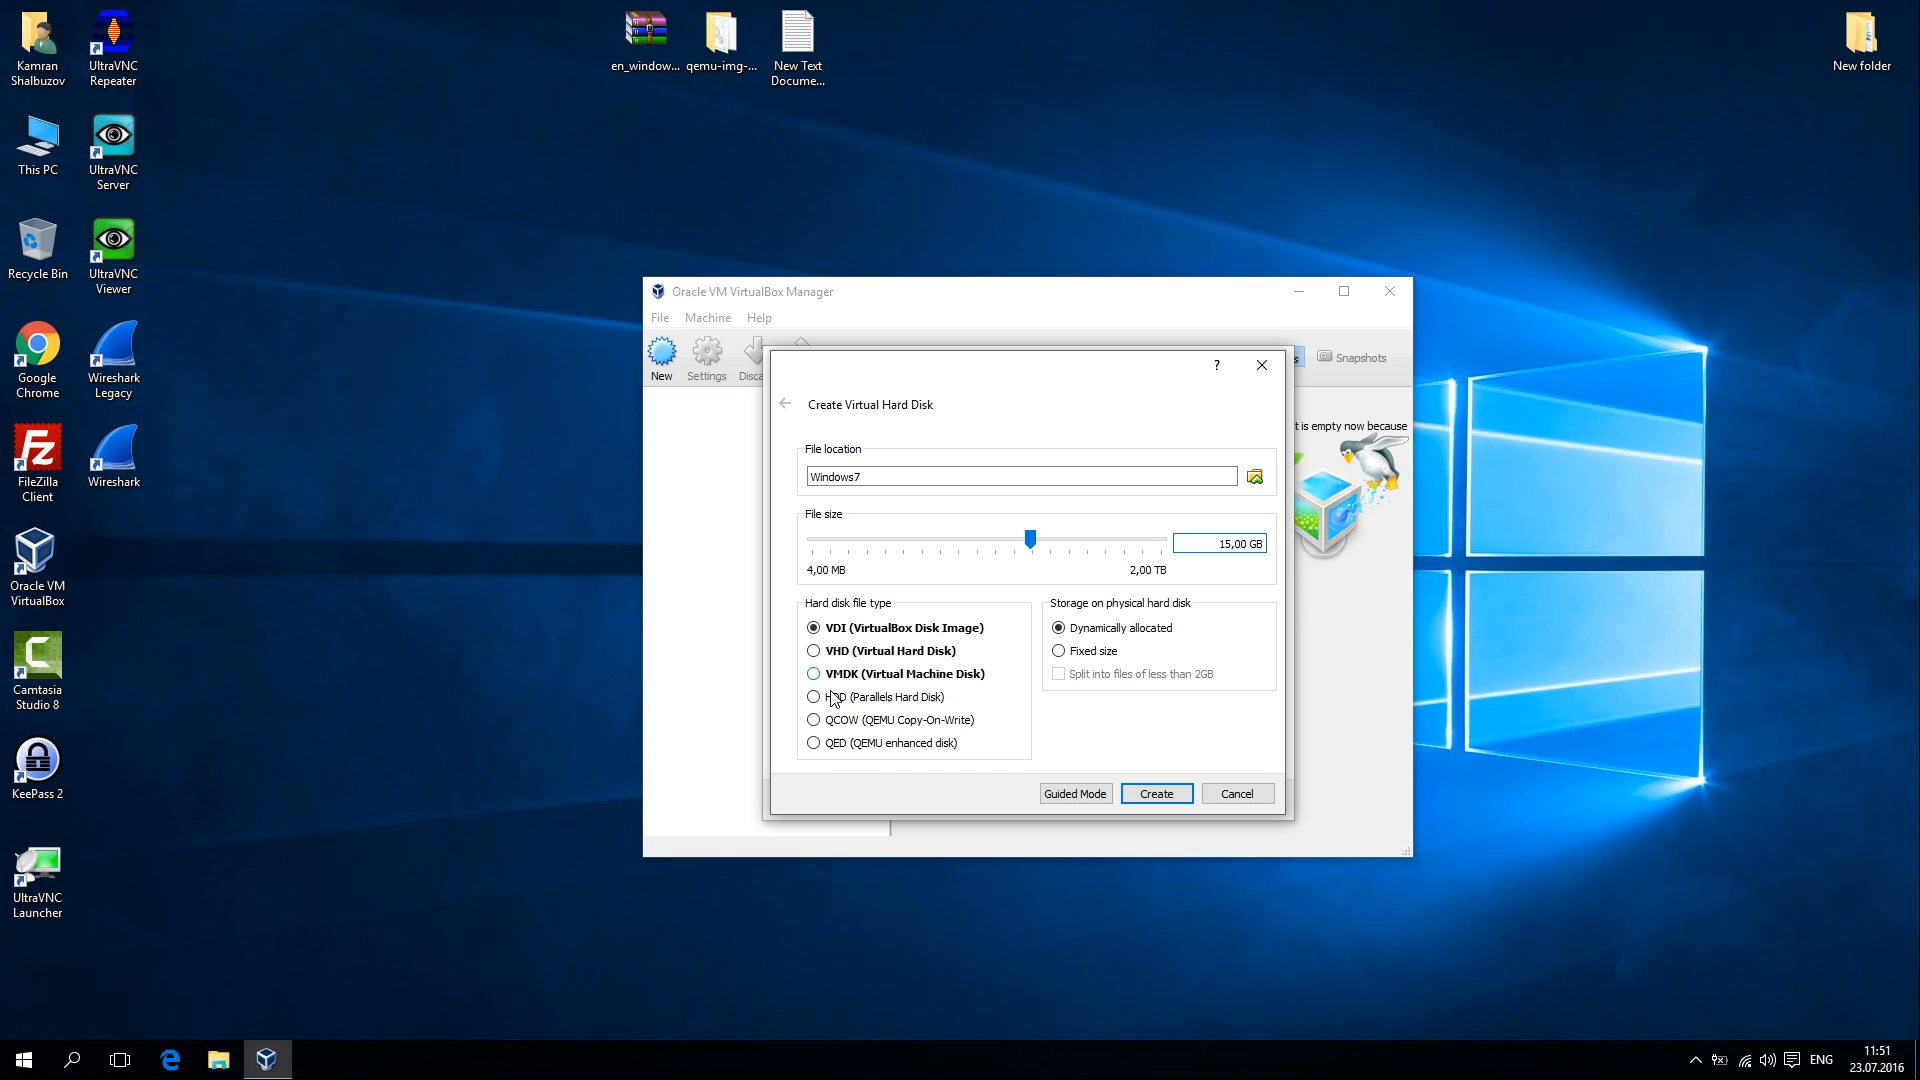 Kamran
Shalbuzov
UltraVNC
Repeater
en_window...
qemu-img-...
New Text
Docume...
New folder
This PC
UltraVNC
Server
Recycle Bin
UltraVNC
Viewer
Google
Chrome
Wireshark
Legacy
FileZilla
Client
Wireshark
Oracle VM
VirtualBox
Camtasia
Studio 8
KeePass 2
UltraVNC
Launcher
Oracle VM VirtualBox Manager
File Machine Help
New Settings Disca
s Snapshots
t is empty now because
?
Create Virtual Hard Disk
File location
Windows7
File size
15,00 GB
4,00 MB 2,00 TB
Hard disk file type
VDI (VirtualBox Disk Image)
VHD (Virtual Hard Disk)
VMDK (Virtual Machine Disk)
(Parallels Hard Disk)
QCOW (QEMU Copy-On-Write)
QED (QEMU enhanced disk)
Storage on physical hard disk
Dynamically allocated
Fixed size
Split into files of less than 2GB
Guided Mode Create Cancel
ENG
11:51
23.07.2016